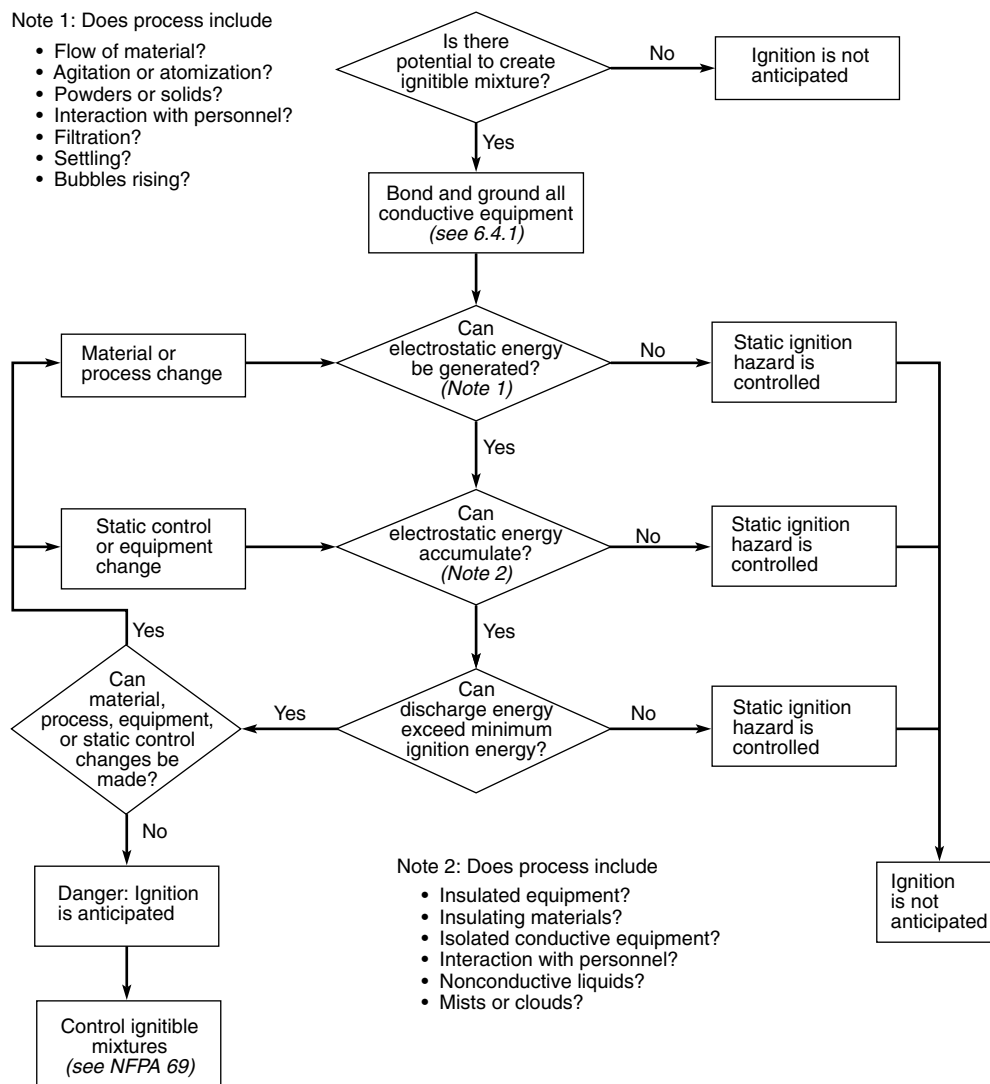 Note 1: Does process include
• Flow of material?
• Agitation or atomization?
• Powders or solids?
• Interaction with personnel?
• Filtration?
• Settling?
• Bubbles rising?
Is there
potential to create
ignitible mixture?
No
Ignition is not
anticipated
Yes
Bond and ground all
conductive equipment
(see 6.4.1)
Material or
process change
Can
electrostatic energy
be generated?
(Note 1)
No
Static ignition
hazard is
controlled
Yes
Static control
or equipment
change
Can
electrostatic energy
accumulate?
(Note 2)
No
Static ignition
hazard is
controlled
Yes
Yes
Can
material,
process, equipment,
or static control
changes be
made?
Yes
Can
discharge energy
exceed minimum
ignition energy?
No
Static ignition
hazard is
controlled
No
Danger: Ignition
is anticipated
Control ignitible
mixtures
(see NFPA 69)
Note 2: Does process include
• Insulated equipment?
• Insulating materials?
• Isolated conductive equipment?
• Interaction with personnel?
• Nonconductive liquids?
• Mists or clouds?
Ignition
is not
anticipated